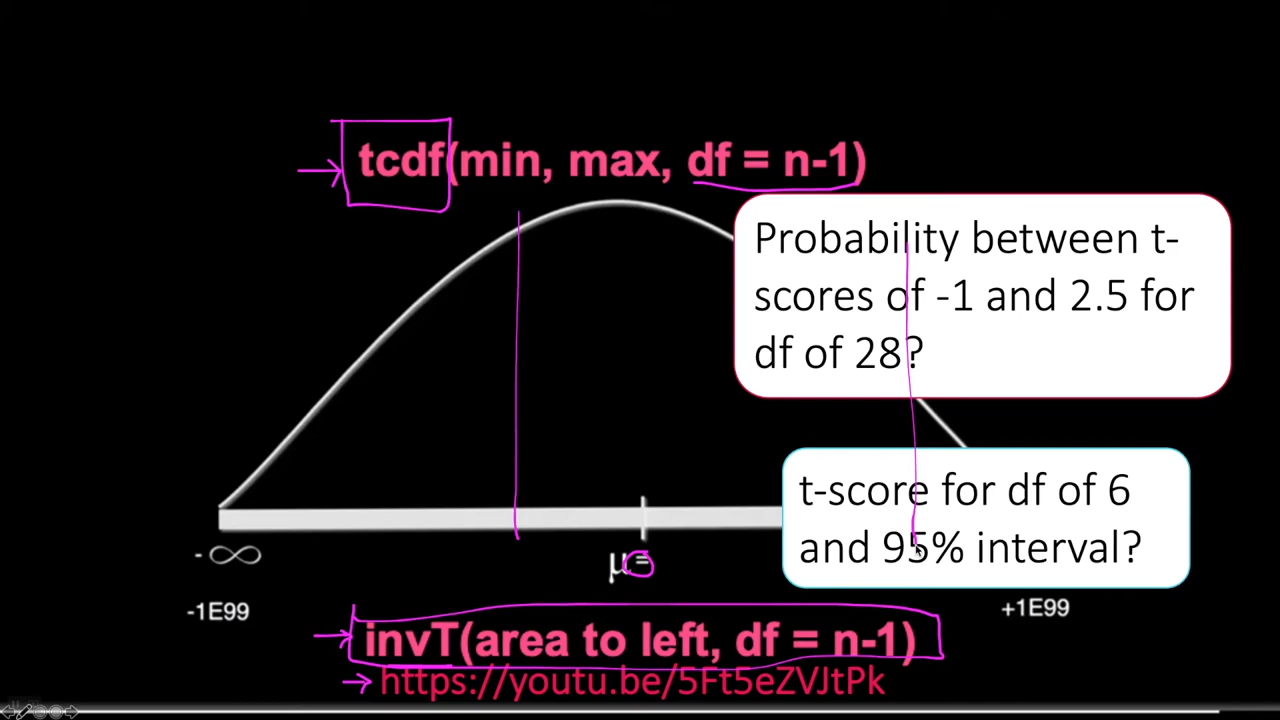 tcdf(min, max, df = n-1)
Probability between t-
scores of -1 and 2.5 for
df of 28?
t-score for df of 6
and 95% interval?
- ∞
μ =
-1E99
+1E99
invT(area to left, df = n-1)
https://youtu.be/5Ft5eZVJtPk